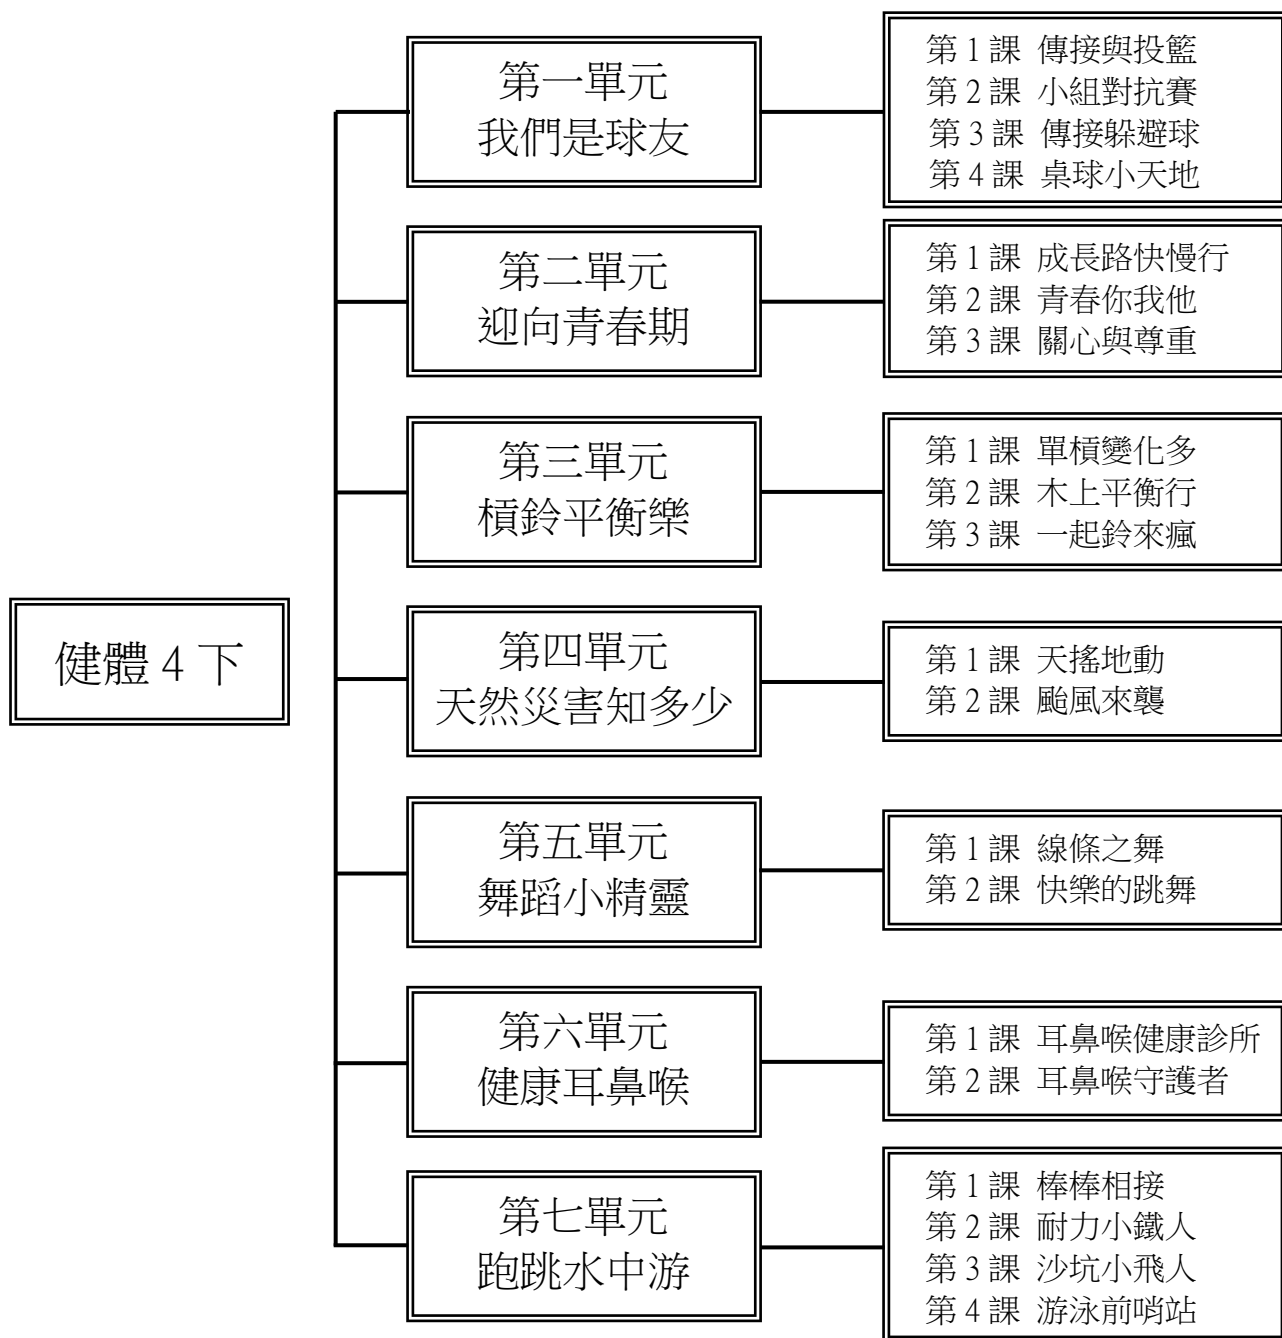 健體 4 下
第一單元
我們是球友
第 1 課 傳接與投籃
第 2 課 小組對抗賽
第 3 課 傳接躲避球
第 4 課 桌球小天地
第二單元
迎向青春期
第 1 課 成長路快慢行
第 2 課 青春你我他
第 3 課 關心與尊重
第三單元
槓鈴平衡樂
第 1 課 單槓變化多
第 2 課 木上平衡行
第 3 課 一起鈴來瘋
第四單元
天然災害知多少
第 1 課 天搖地動
第 2 課 颱風來襲
第五單元
舞蹈小精靈
第 1 課 線條之舞
第 2 課 快樂的跳舞
第六單元
健康耳鼻喉
第 1 課 耳鼻喉健康診所
第 2 課 耳鼻喉守護者
第七單元
跑跳水中游
第 1 課 棒棒相接
第 2 課 耐力小鐵人
第 3 課 沙坑小飛人
第 4 課 游泳前哨站